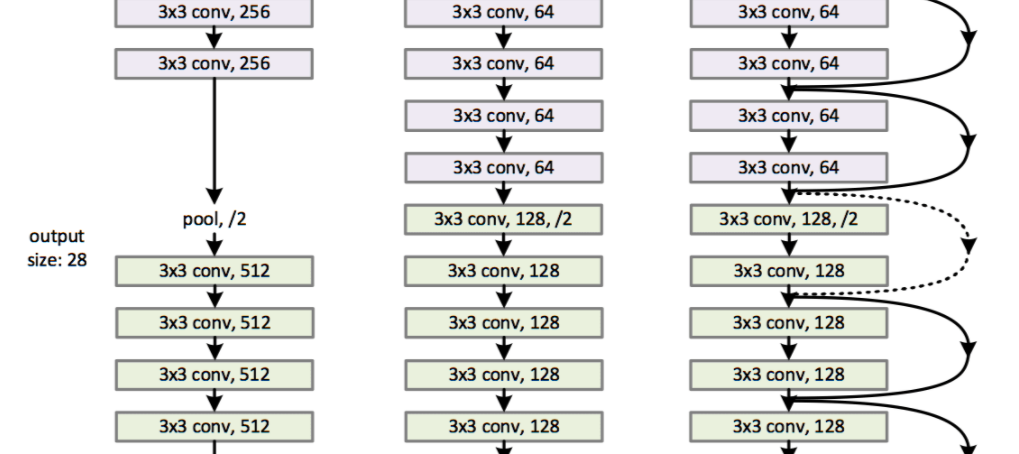 3x3 conv, 256
3x3 conv, 256
pool, /2
output
size: 28
3x3 conv, 512
3x3 conv, 512
3x3 conv, 512
3x3 conv, 512
3x3 conv, 64
3x3 conv, 64
3x3 conv, 64
3x3 conv, 64
3x3 conv, 128, /2
3x3 conv, 128
3x3 conv, 128
3x3 conv, 128
3x3 conv, 128
3x3 conv, 64
3x3 conv, 64
3x3 conv, 64
3x3 conv, 64
3x3 conv, 128, /2
3x3 conv, 128
3x3 conv, 128
3x3 conv, 128
3x3 conv, 128